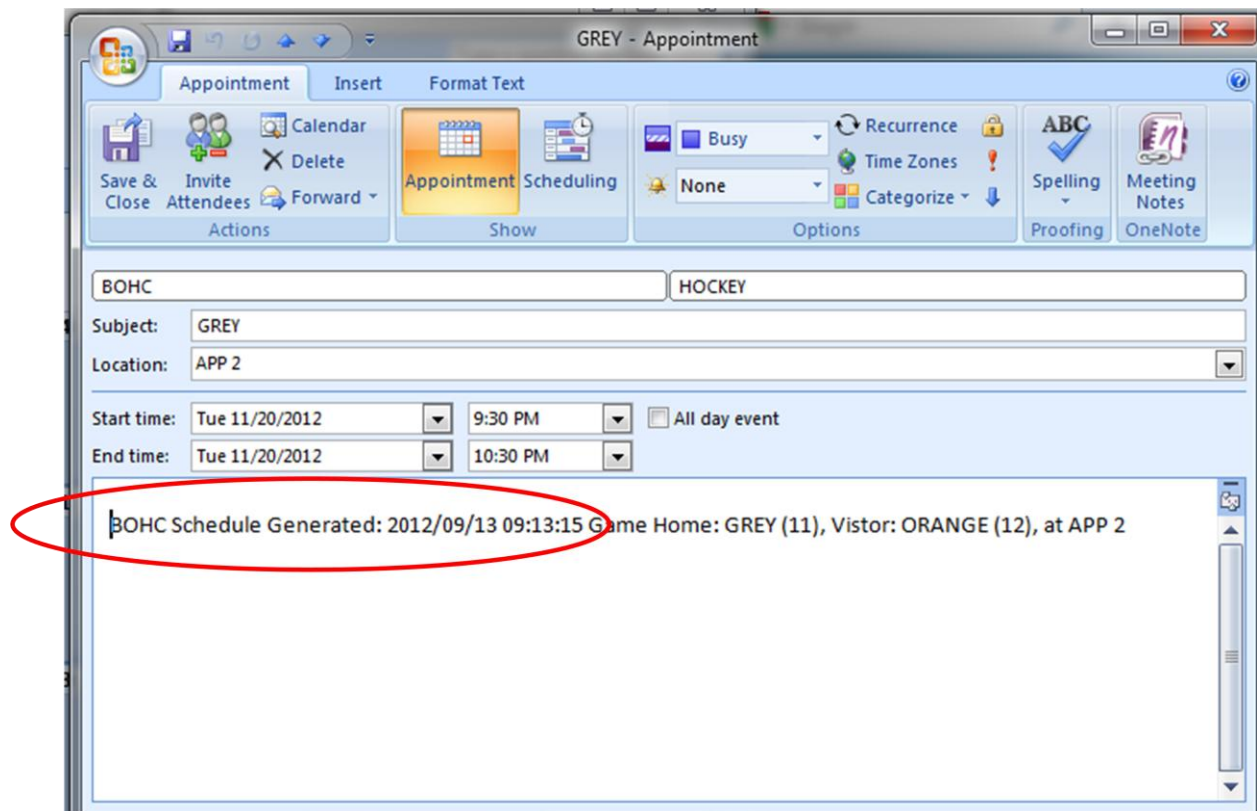 GREY - Appointment
Appointment Insert Format Text
Save & Close
Invite Attendees
Calendar
Delete
Forward
Actions
Appointment
Scheduling
Show
Busy
None
Recurrence
Time Zones
Categorize
Options
ABC
Spelling
Proofing
Meeting Notes
OneNote
BOHC HOCKEY
Subject: GREY
Location: APP 2
Start time: Tue 11/20/2012 9:30 PM All day event
End time: Tue 11/20/2012 10:30 PM
BOHC Schedule Generated: 2012/09/13 09:13:15 Game Home: GREY (11), Vistor: ORANGE (12), at APP 2